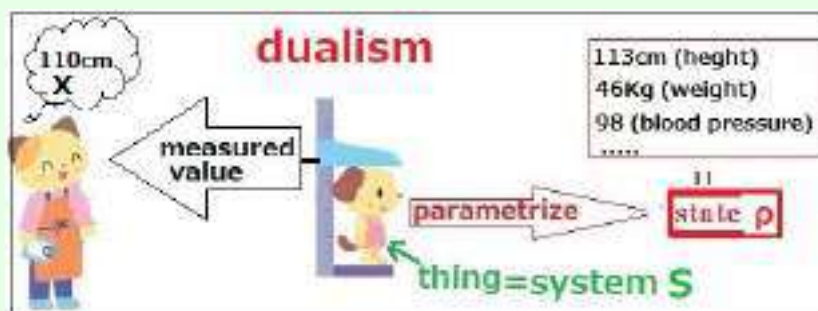 110cm
X
dualism
measured
value
113cm (heght)
46Kg (weight)
98 (blood pressure)
.....
parametrize
state ρ
thing=system S